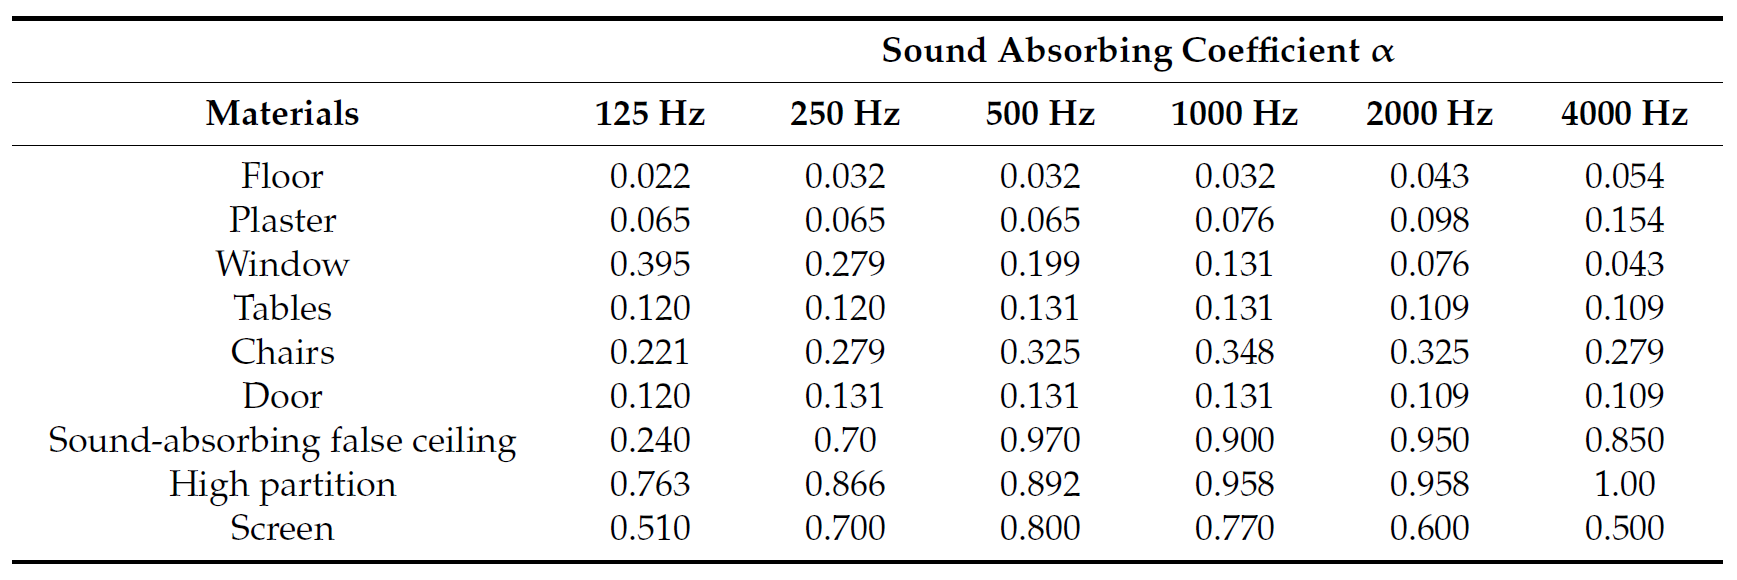 Sound Absorbing Coefficient α
Materials 125 Hz 250 Hz 500 Hz 1000 Hz 2000 Hz 4000 Hz
Floor 0.022 0.032 0.032 0.032 0.043 0.054
Plaster 0.065 0.065 0.065 0.076 0.098 0.154
Window 0.395 0.279 0.199 0.131 0.076 0.043
Tables 0.120 0.120 0.131 0.131 0.109 0.109
Chairs 0.221 0.279 0.325 0.348 0.325 0.279
Door 0.120 0.131 0.131 0.131 0.109 0.109
Sound-absorbing false ceiling 0.240 0.70 0.970 0.900 0.950 0.850
High partition 0.763 0.866 0.892 0.958 0.958 1.00
Screen 0.510 0.700 0.800 0.770 0.600 0.500